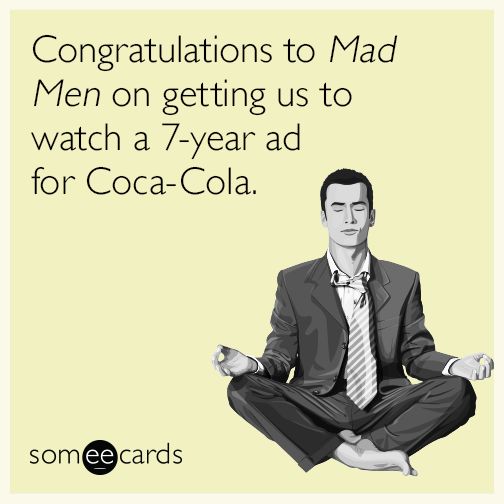 Congratulations to Mad
Men on getting us to
watch a 7-year ad
for Coca-Cola.
someecards